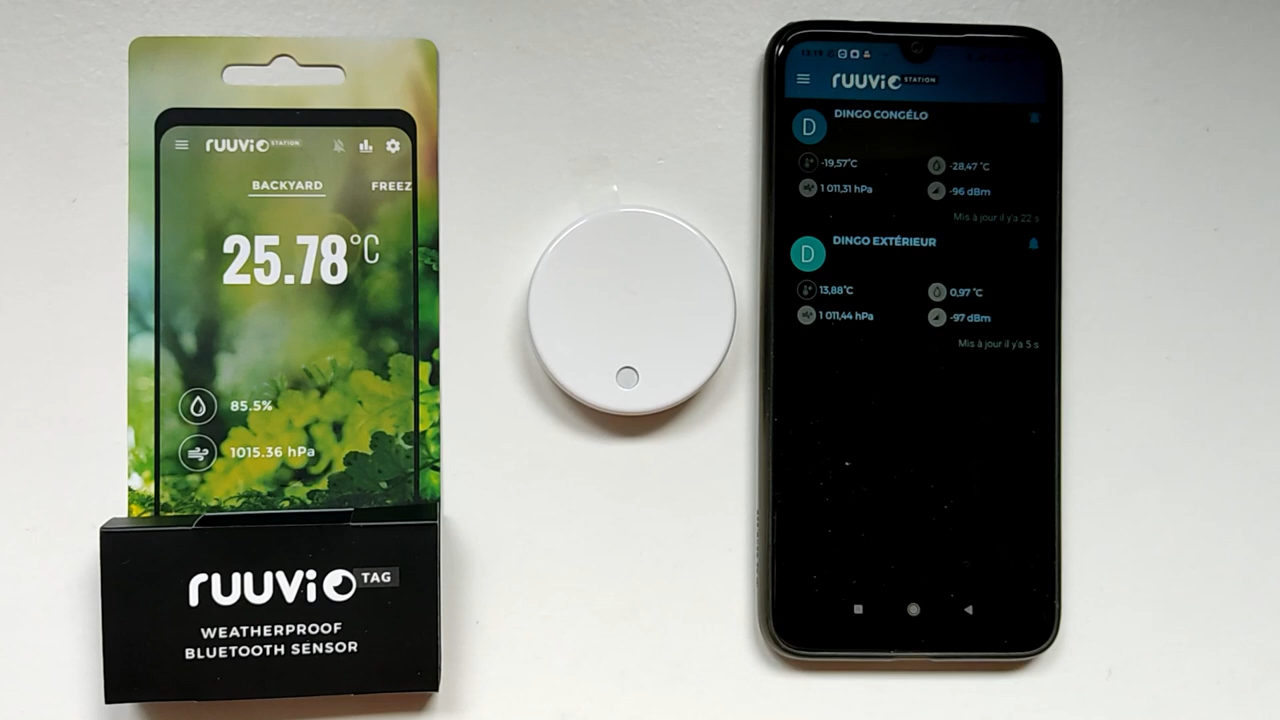 ruuvi STATION
BACKYARD FREEZ
25.78°C
85.5%
1015.36 hPa
ruuvi TAG
WEATHERPROOF
BLUETOOTH SENSOR
13:19
ruuvi STATION
D DINGO CONGÉLO
-19,57°C -28,47 °C
1 011,31 hPa -96 dBm
Mis à jour il y'a 22 s
D DINGO EXTÉRIEUR
13,88°C 0,97 °C
1 011,44 hPa -97 dBm
Mis à jour il y'a 5 s